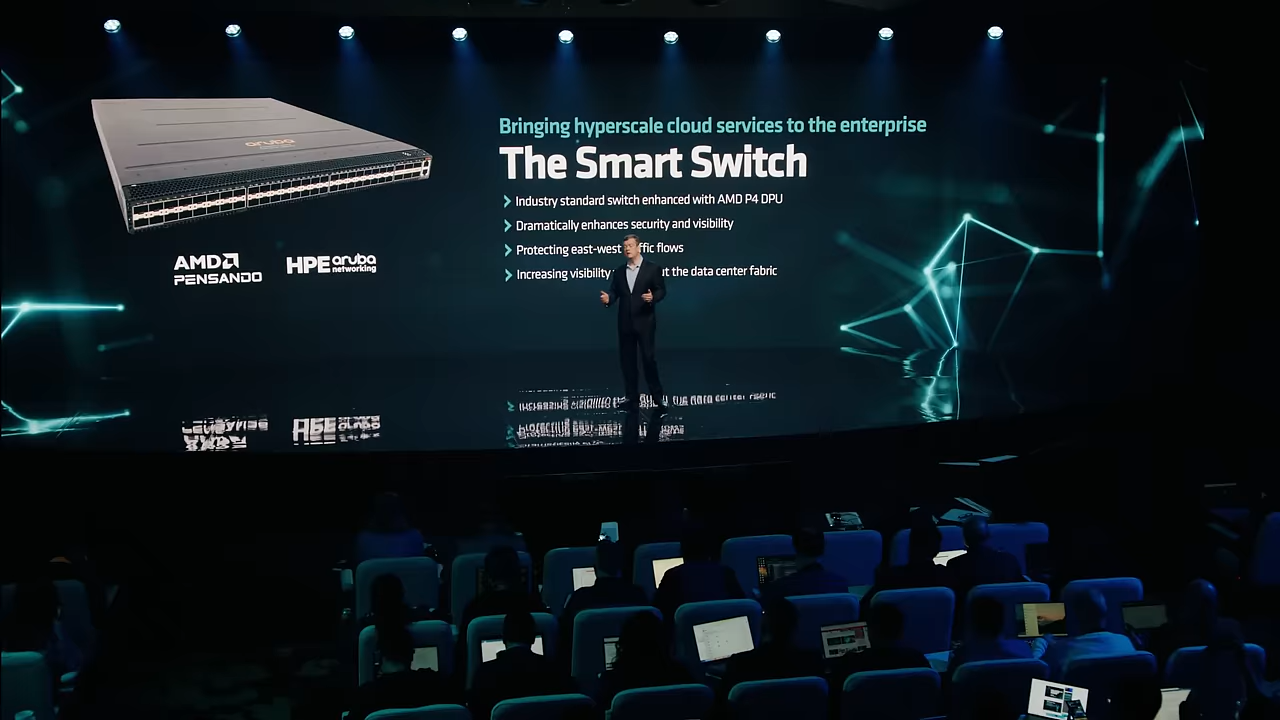 Bringing hyperscale cloud services to the enterprise
The Smart Switch
Industry standard switch enhanced with AMD P4 DPU
Dramatically enhances security and visibility
Protecting east-west flows
Increasing visibility the data center fabric
aruba
AMD
PENSANDO
HPE aruba
networking